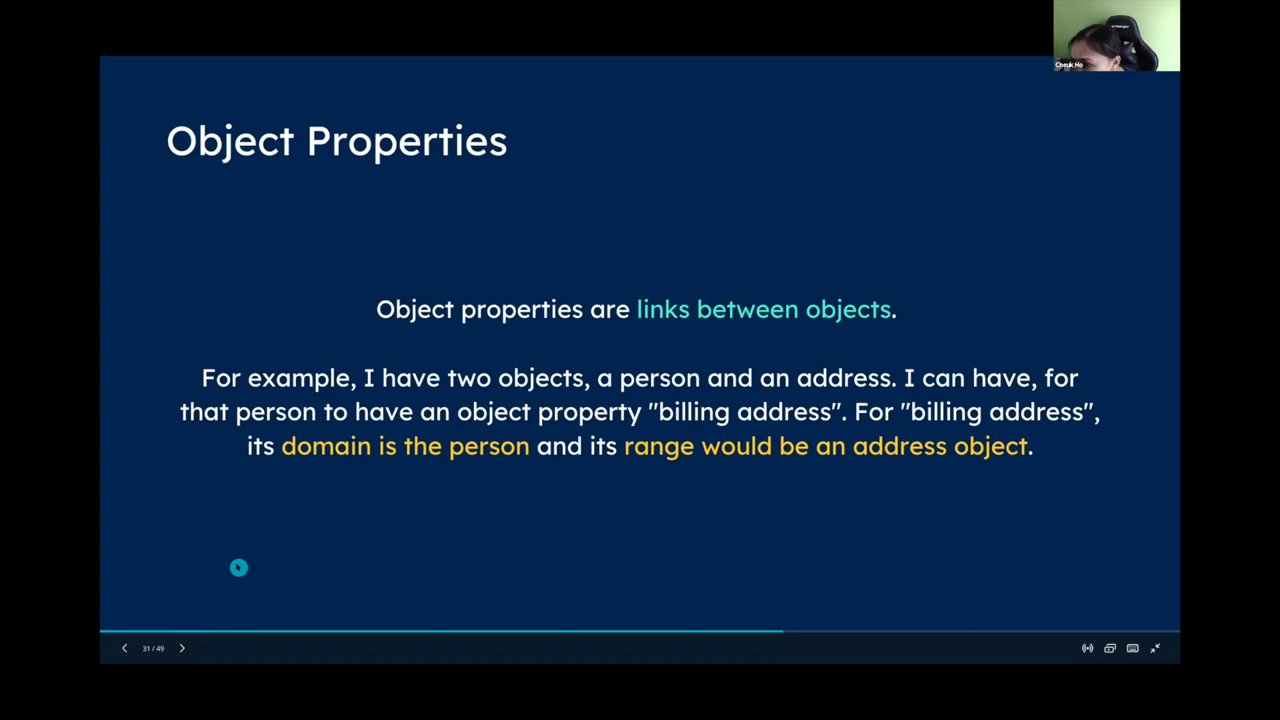 Cheuk Ho
Object Properties
Object properties are links between objects.
For example, I have two objects, a person and an address. I can have, for
that person to have an object property "billing address". For "billing address",
its domain is the person and its range would be an address object.
31 / 49